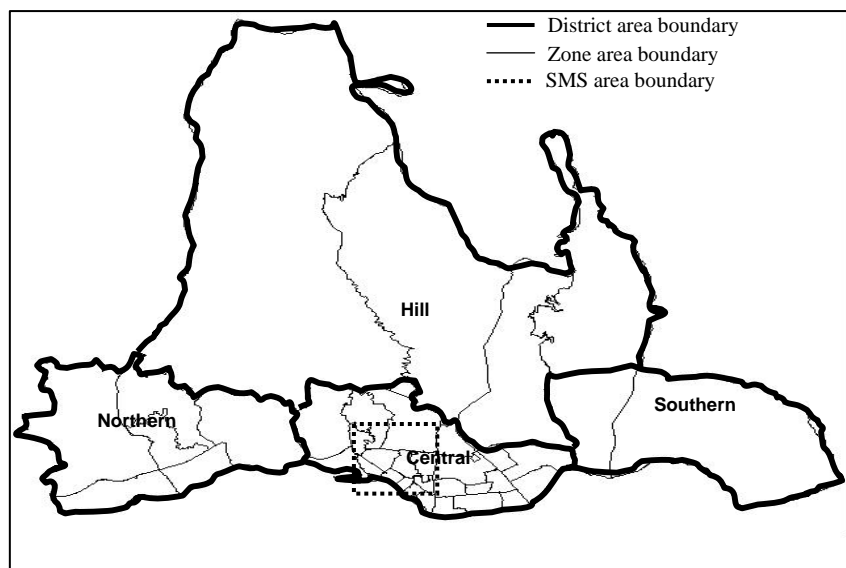 District area boundary
Zone area boundary
SMS area boundary
Hill
Northern
Southern
Central